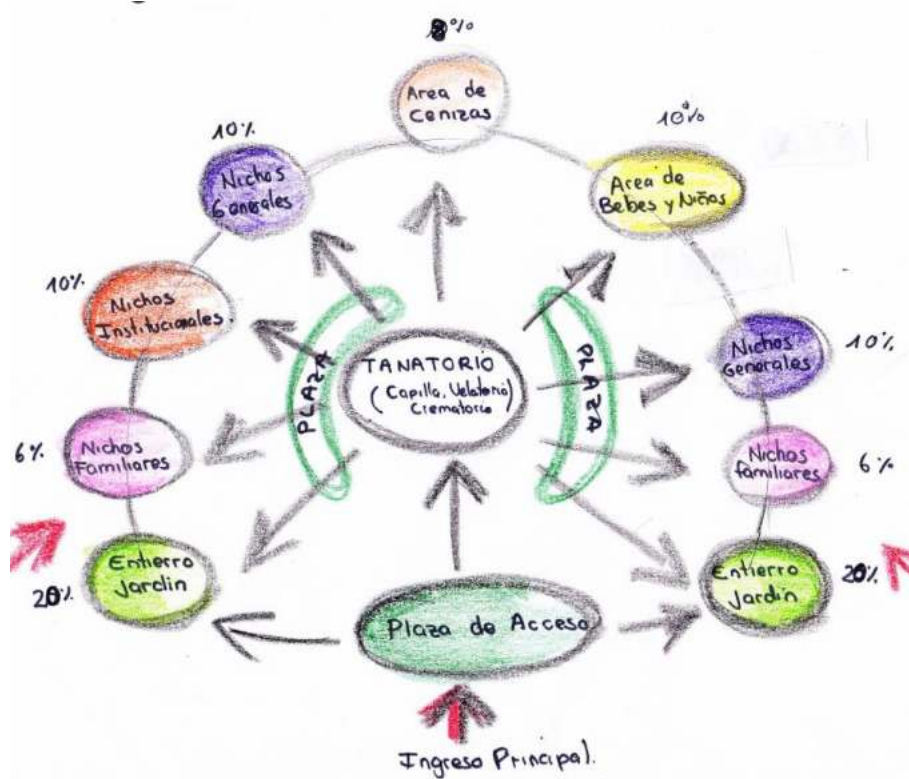 8%
Area de
Cenizas
10%
Nichos
Generales
10%
Area de
Bebes y Niños
10%
Nichos
Institucionales.
PLAZA
TANATORIO
(Capilla, Velatorio)
Crematorio
PLAZA
Nichos
Generales
10%
6%
Nichos
Familiares
Nichos
familiares
6%
20%
Entierro
Jardin
Entierro
Jardin
20%
Plaza de Acceso
Ingreso Principal.